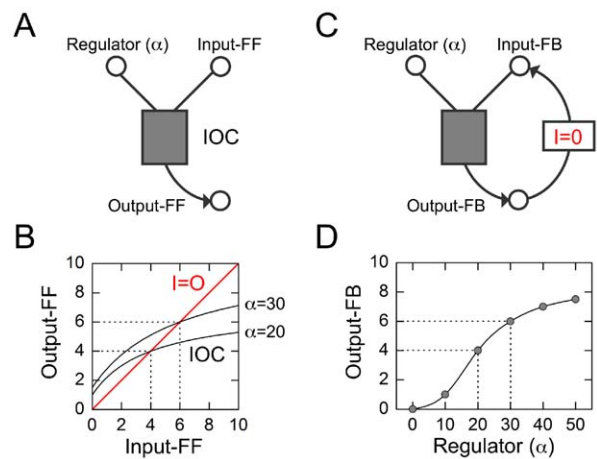 A
Regulator (α) Input-FF
IOC
Output-FF
C
Regulator (α) Input-FB
I=0
Output-FB
B
Output-FF
10
8
6
4
2
0
I=O
α=30
α=20
IOC
0 2 4 6 8 10
Input-FF
D
Output-FB
10
8
6
4
2
0
0 10 20 30 40 50
Regulator (α)